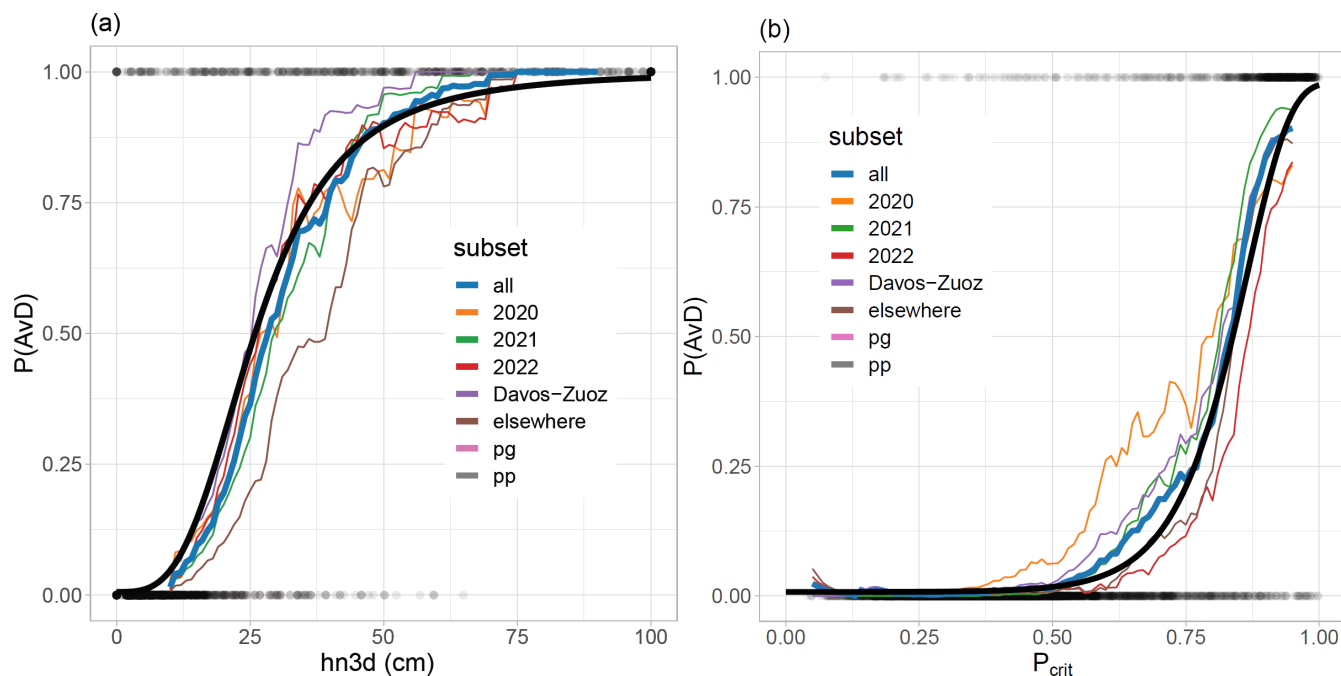 (a)
P(AvD)
1.00
0.75
0.50
0.25
0.00
subset
all
2020
2021
2022
Davos−Zuoz
elsewhere
pg
pp
0 25 50 75 100
hn3d (cm)
(b)
P(AvD)
1.00
0.75
0.50
0.25
0.00
subset
all
2020
2021
2022
Davos−Zuoz
elsewhere
pg
pp
0.00 0.25 0.50 0.75 1.00
Pcrit